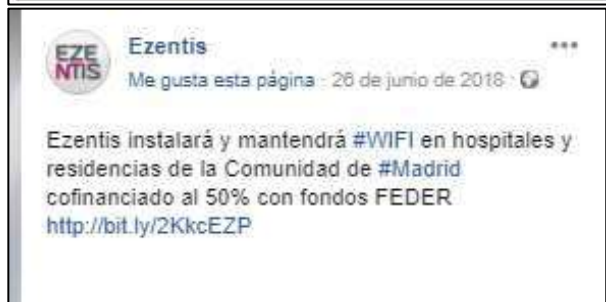 EZE
NTIS
Ezentis
Me gusta esta página · 26 de junio de 2018 ·
Ezentis instalará y mantendrá #WIFI en hospitales y
residencias de la Comunidad de #Madrid
cofinanciado al 50% con fondos FEDER
http://bit.ly/2KkcEZP